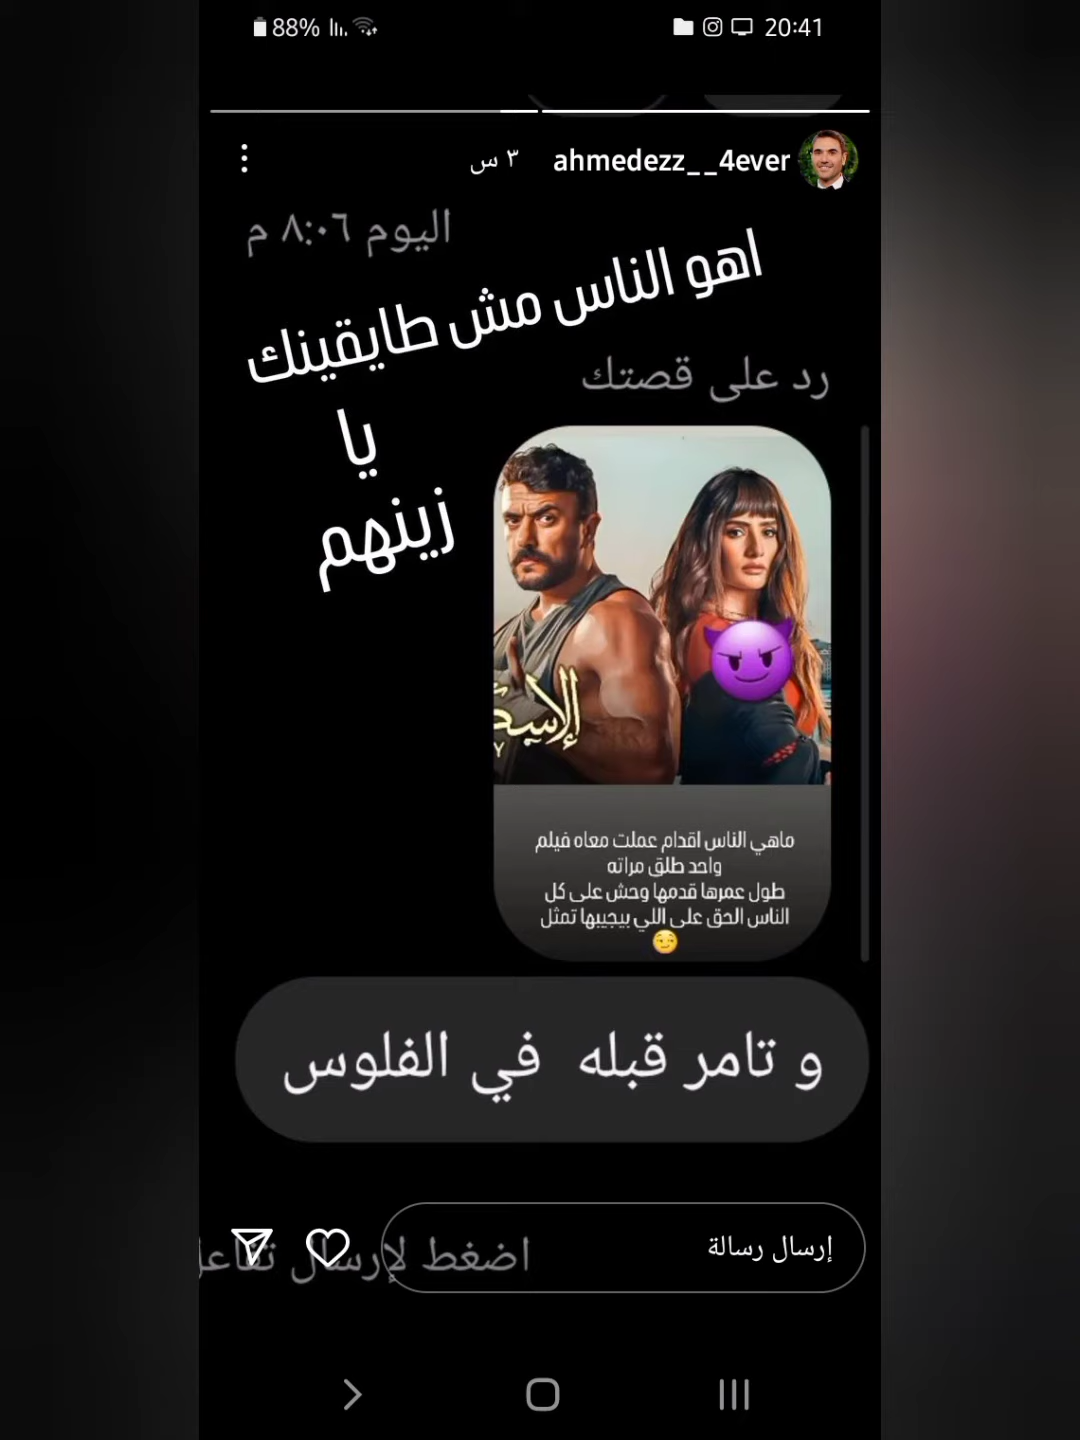 88%
20:41
ahmedezz__4ever
٣ س
اليوم ٨:٠٦ م
اهو الناس مش طايقينك
يا
زينهم
رد على قصتك
ماهي الناس اقدام عملت معاه فيلم
واحد طلق مراته
طول عمرها قدمها وحش على كل
الناس الحق على اللي بيجيبها تمثل
و تامر قبله في الفلوس
إرسال رسالة
اضغط لإرسال